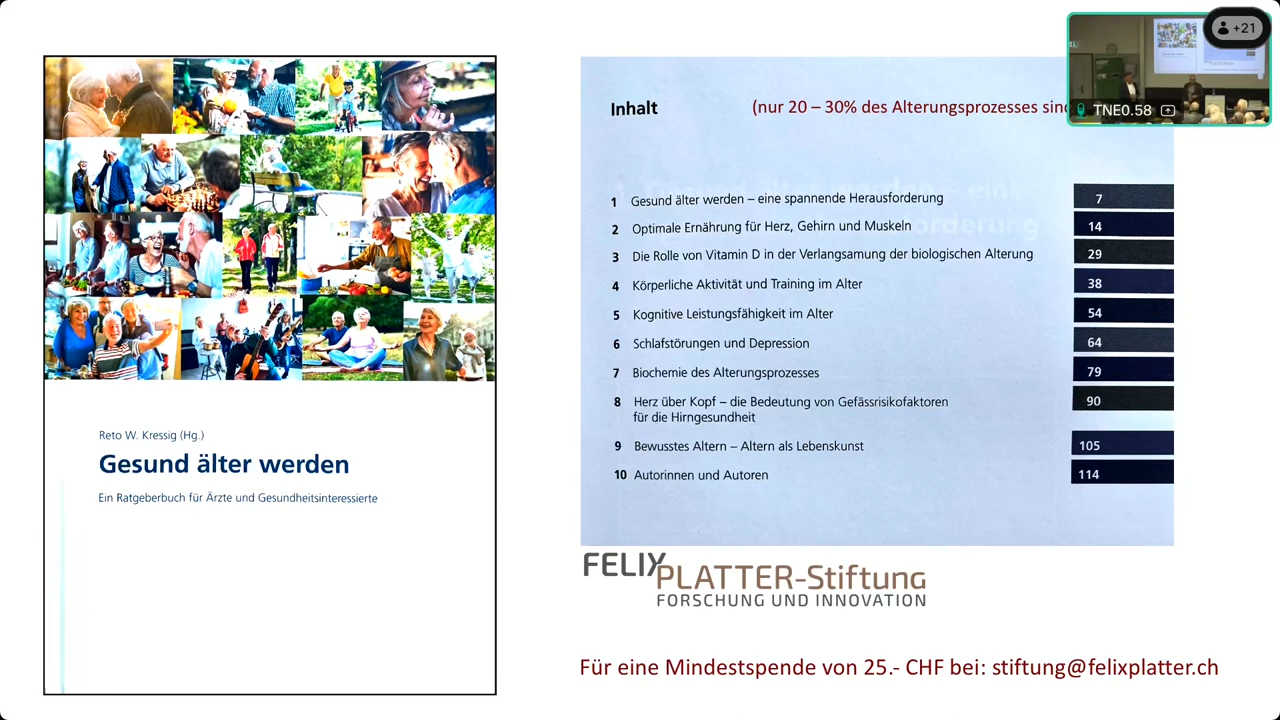 Reto W. Kressig (Hg.)
Gesund älter werden
Ein Ratgeberbuch für Ärzte und Gesundheitsinteressierte
Inhalt
(nur 20 – 30% des Alterungsprozesses sind
1 Gesund älter werden – eine spannende Herausforderung 7
2 Optimale Ernährung für Herz, Gehirn und Muskeln 14
3 Die Rolle von Vitamin D in der Verlangsamung der biologischen Alterung 29
4 Körperliche Aktivität und Training im Alter 38
5 Kognitive Leistungsfähigkeit im Alter 54
6 Schlafstörungen und Depression 64
7 Biochemie des Alterungsprozesses 79
8 Herz über Kopf – die Bedeutung von Gefässrisikofaktoren 90
für die Hirngesundheit
9 Bewusstes Altern – Altern als Lebenskunst 105
10 Autorinnen und Autoren 114
FELIX
PLATTER-Stiftung
FORSCHUNG UND INNOVATION
Für eine Mindestspende von 25.- CHF bei: stiftung@felixplatter.ch
+21
TNE0.58